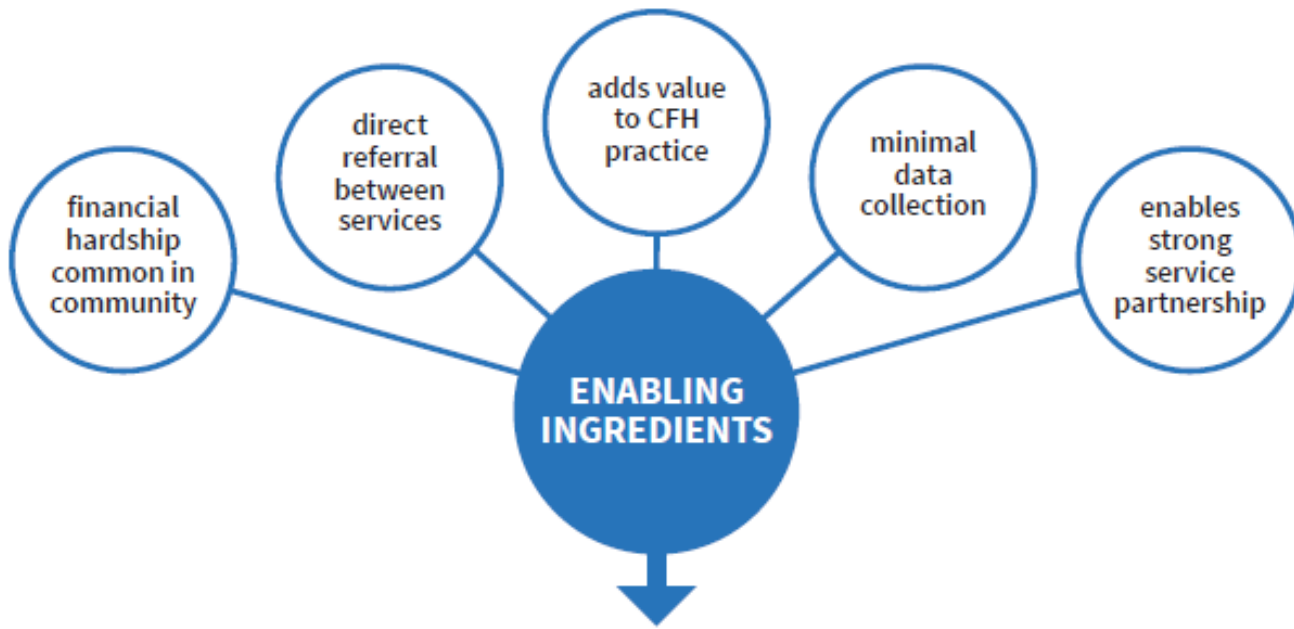 financial
hardship
common in
community
direct
referral
between
services
adds value
to CFH
practice
minimal
data
collection
enables
strong
service
partnership
ENABLING
INGREDIENTS